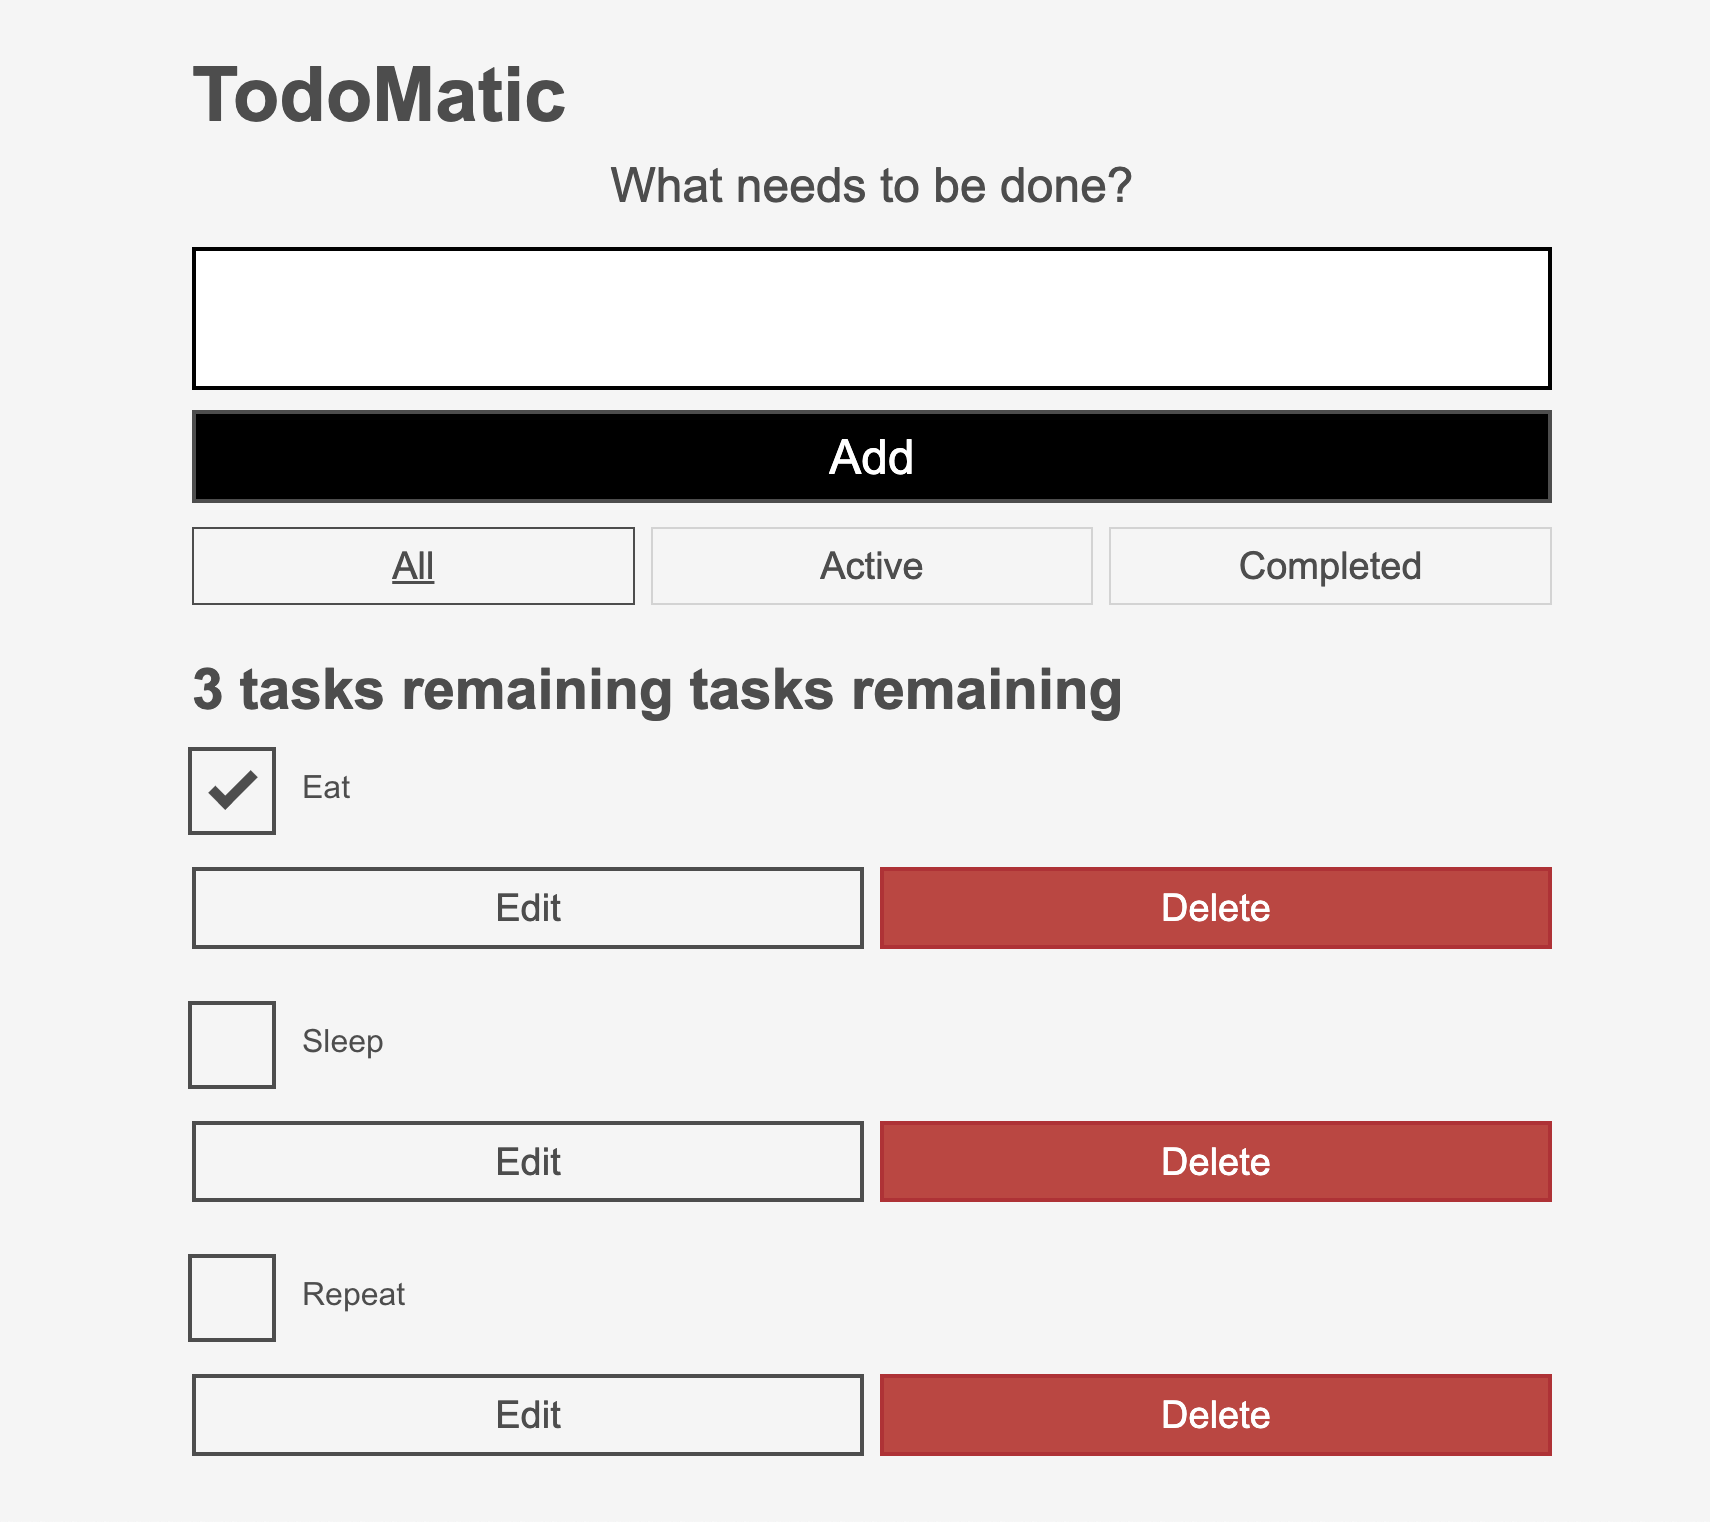 TodoMatic
What needs to be done?
Add
All Active Completed
3 tasks remaining tasks remaining
Eat
Edit Delete
Sleep
Edit Delete
Repeat
Edit Delete